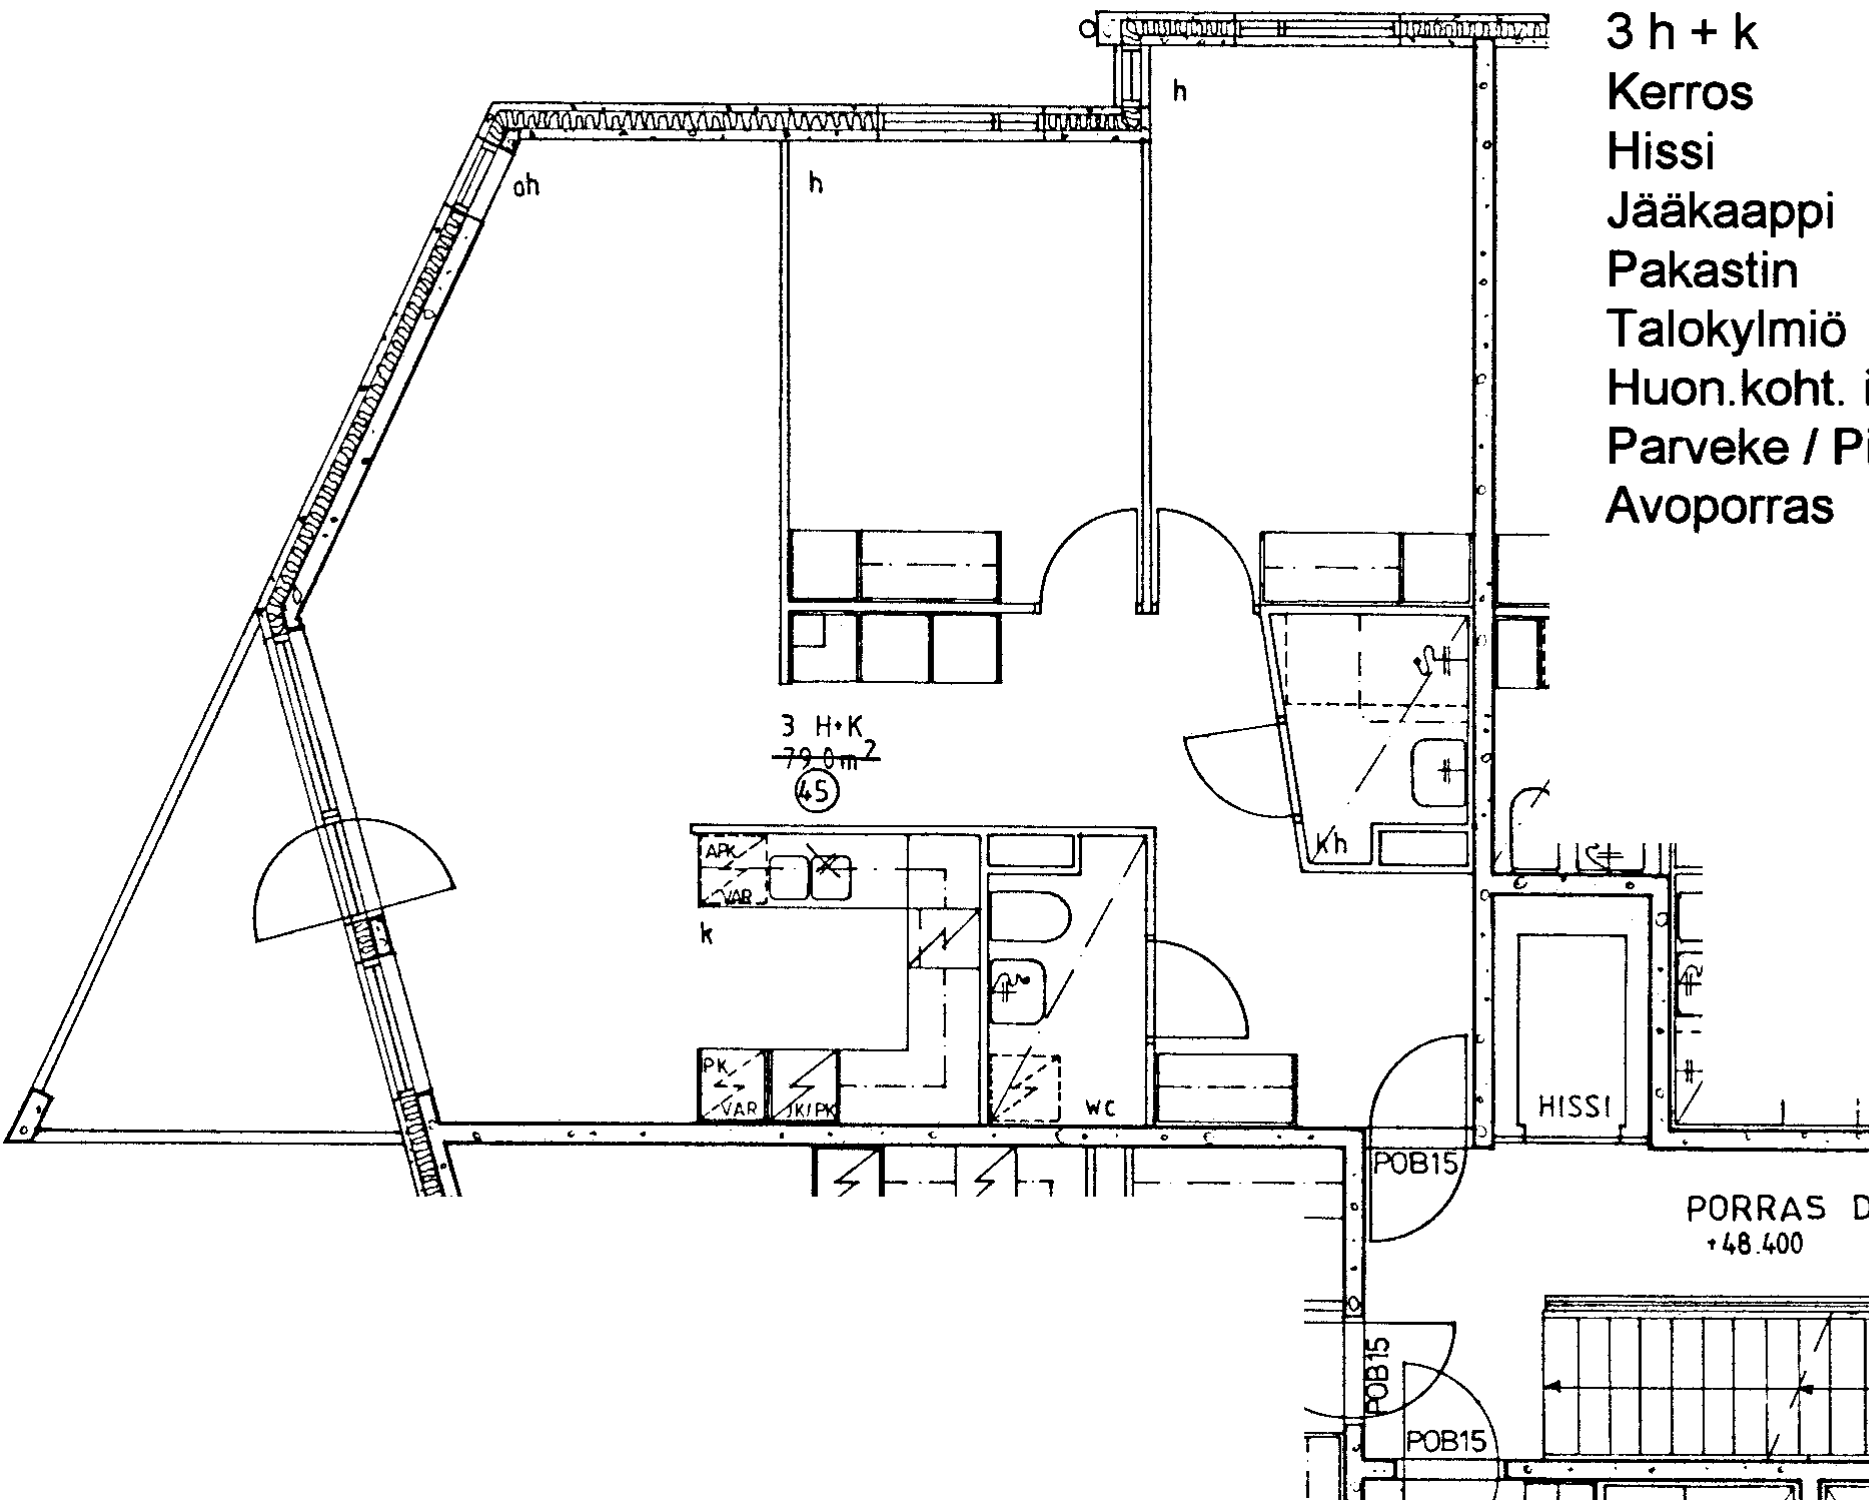 3 h + k
Kerros
Hissi
Jääkaappi
Pakastin
Talokylmiö
Huon.koht. i
Parveke / Pi
Avoporras
h
oh
h
3 H+K
79.0m²
45
APK
VAR
k
Kh
PK
VAR
JK/PK
WC
HISSI
POB15
PORRAS D
+48.400
POB15
POB15